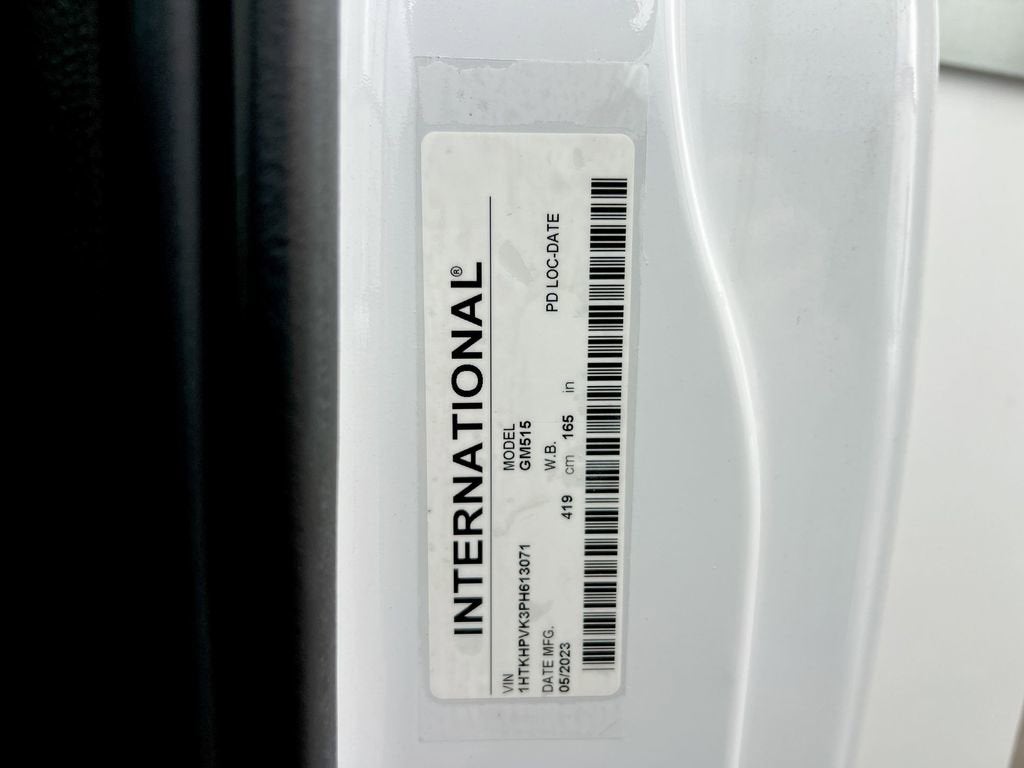 INTERNATIONAL®
VIN MODEL
1HTKHPVK3PH613071 GM515
DATE MFG. W.B. PD LOC-DATE
05/2023 419 cm 165 in